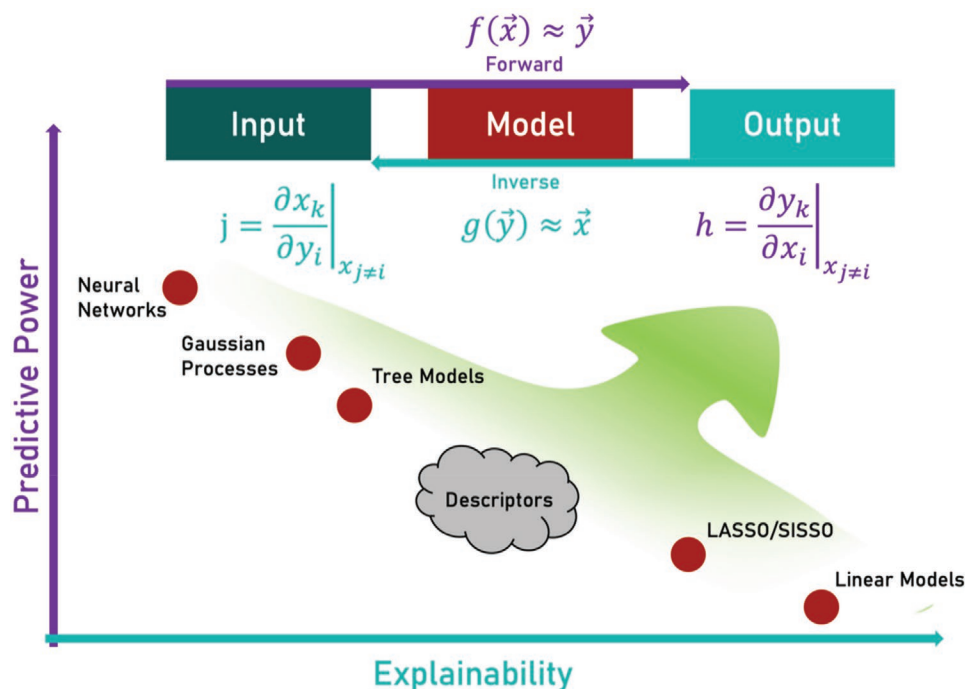 f(x⃗) ≈ y⃗
Forward
Input
Model
Output
Inverse
j = ∂x_k/∂y_i|_{x_{j≠i}}
g(y⃗) ≈ x⃗
h = ∂y_k/∂x_i|_{x_{j≠i}}
Predictive Power
Neural
Networks
Gaussian
Processes
Tree Models
Descriptors
LASSO/SISSO
Linear Models
Explainability